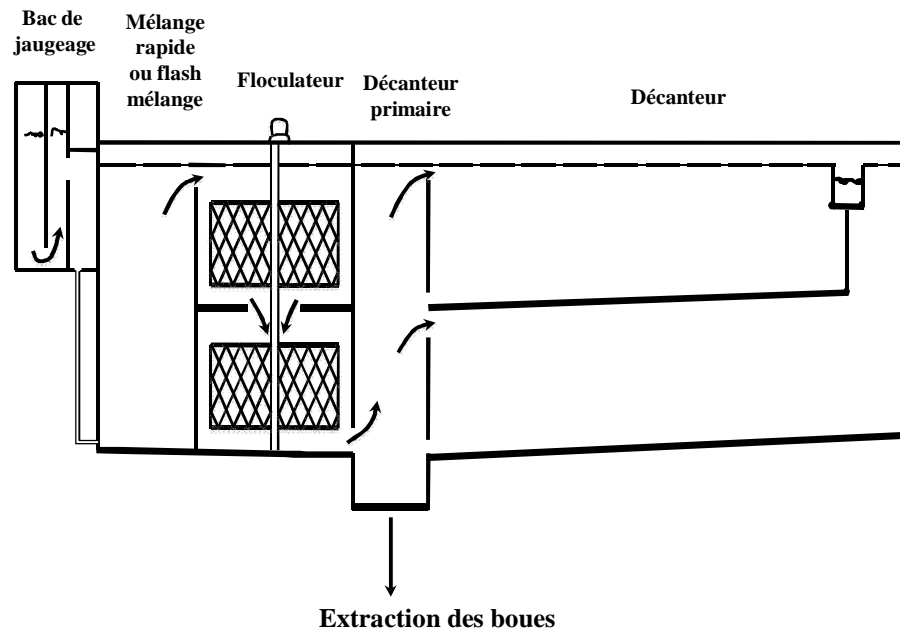 Bac de
jaugeage
Mélange
rapide
ou flash
mélange
Floculateur
Décanteur
primaire
Décanteur
Extraction des boues